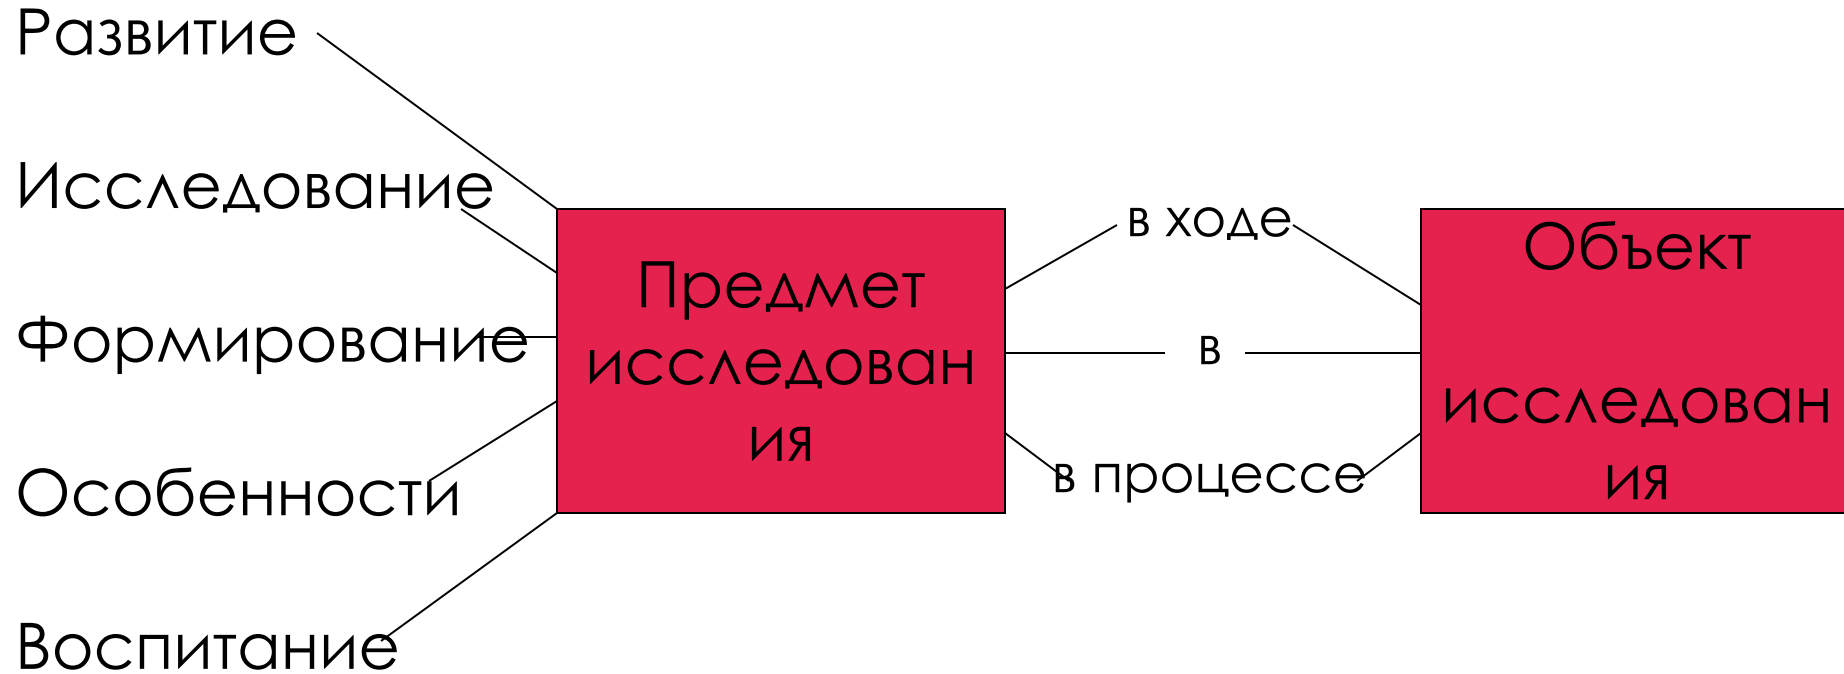 Развитие
Исследование
Формирование
Особенности
Воспитание
Предмет
исследован
ия
в ходе
в
в процессе
Объект
исследован
ия